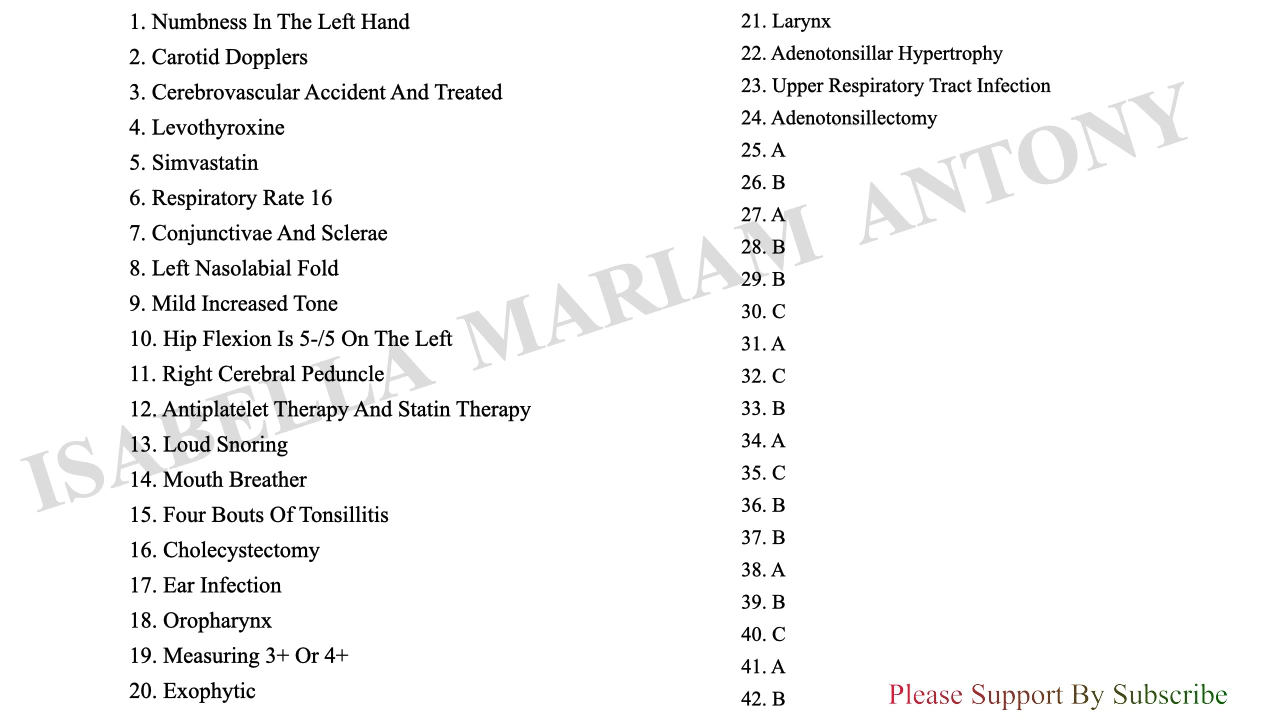 1. Numbness In The Left Hand
2. Carotid Dopplers
3. Cerebrovascular Accident And Treated
4. Levothyroxine
5. Simvastatin
6. Respiratory Rate 16
7. Conjunctivae And Sclerae
8. Left Nasolabial Fold
9. Mild Increased Tone
10. Hip Flexion Is 5-/5 On The Left
11. Right Cerebral Peduncle
12. Antiplatelet Therapy And Statin Therapy
13. Loud Snoring
14. Mouth Breather
15. Four Bouts Of Tonsillitis
16. Cholecystectomy
17. Ear Infection
18. Oropharynx
19. Measuring 3+ Or 4+
20. Exophytic
21. Larynx
22. Adenotonsillar Hypertrophy
23. Upper Respiratory Tract Infection
24. Adenotonsillectomy
25. A
26. B
27. A
28. B
29. B
30. C
31. A
32. C
33. B
34. A
35. C
36. B
37. B
38. A
39. B
40. C
41. A
42. B
ISABELLA MARIAM ANTONY
Please Support By Subscribe